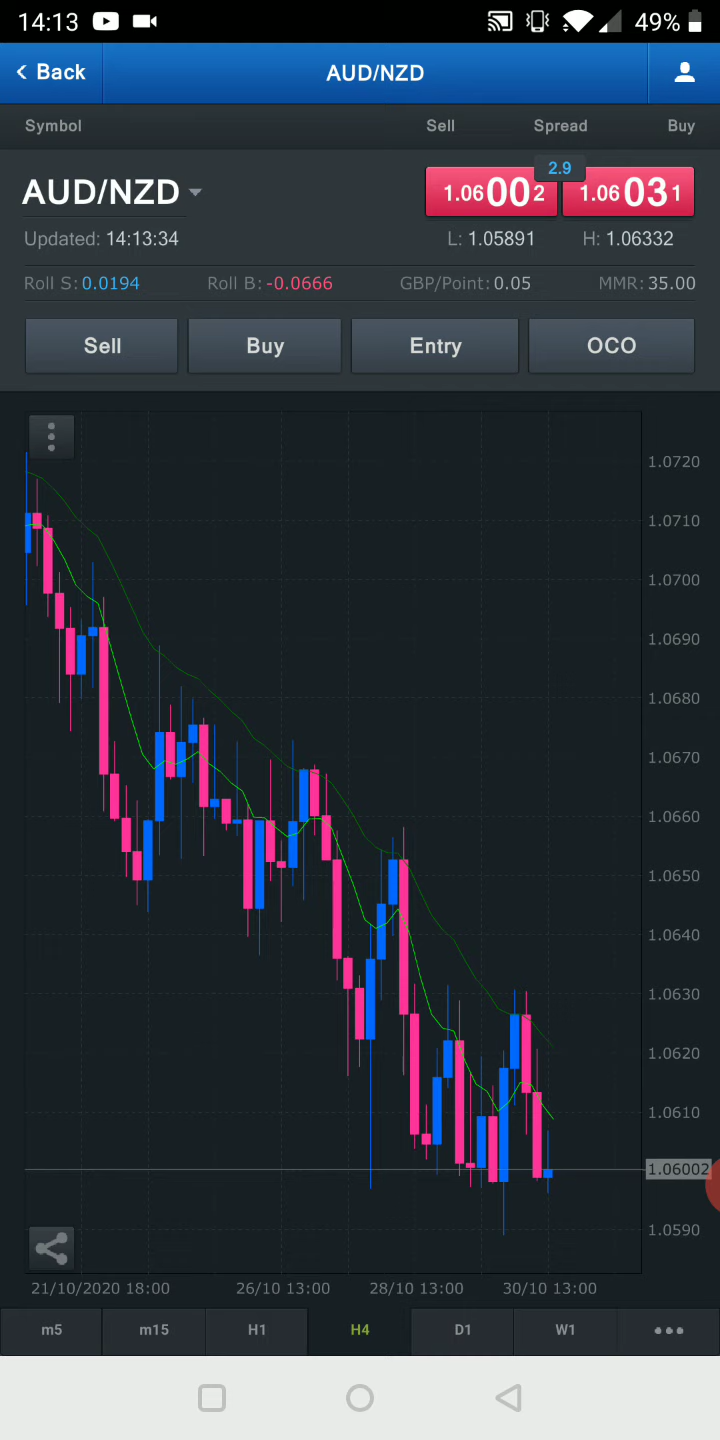 14:13 49%
Back AUD/NZD
Symbol Sell Spread Buy
2.9
AUD/NZD 1.06002 1.06031
Updated: 14:13:34 L: 1.05891 H: 1.06332
Roll S: 0.0194 Roll B: -0.0666 GBP/Point: 0.05 MMR: 35.00
Sell Buy Entry OCO
1.0720
1.0710
1.0700
1.0690
1.0680
1.0670
1.0660
1.0650
1.0640
1.0630
1.0620
1.0610
1.06002
1.0590
21/10/2020 18:00 26/10 13:00 28/10 13:00 30/10 13:00
m5 m15 H1 H4 D1 W1